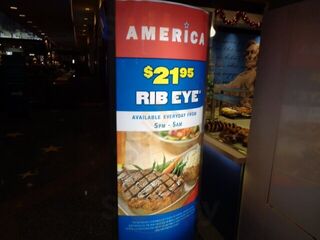 AMERICA
$21.95
RIB EYE*
AVAILABLE EVERYDAY FROM
5PM - 5AM